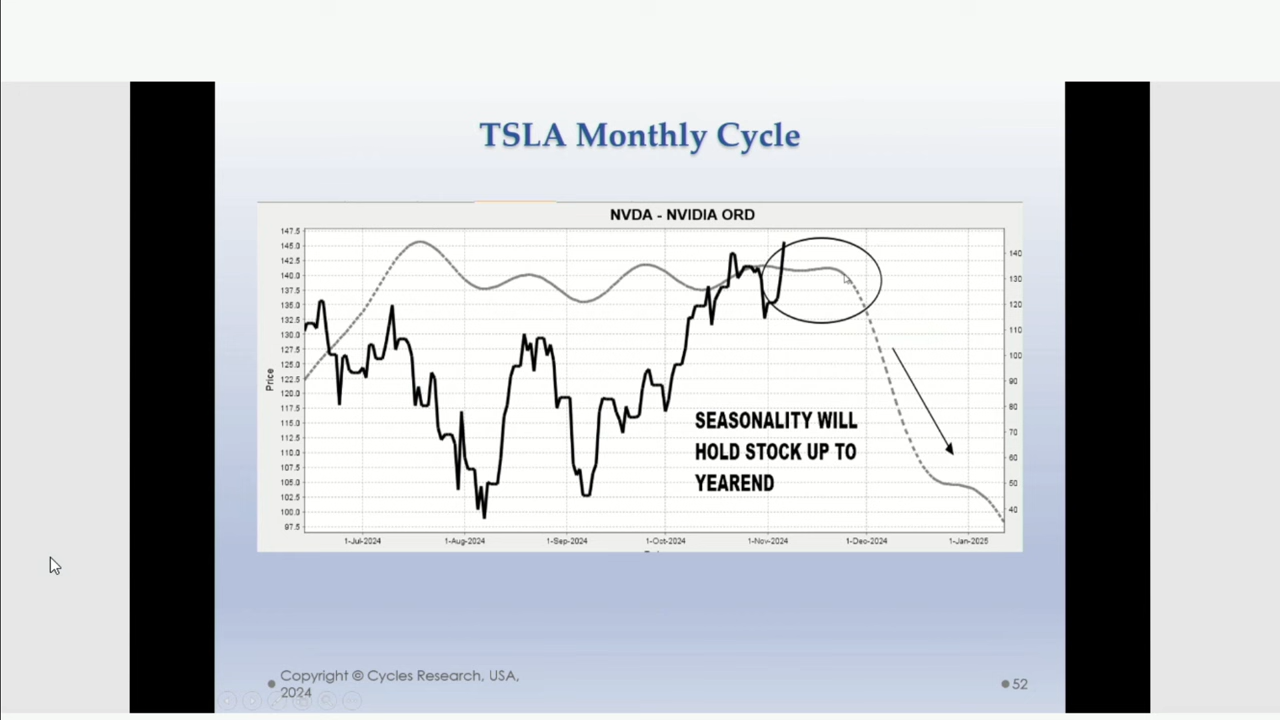 TSLA Monthly Cycle
NVDA - NVIDIA ORD
147.5
145.0
142.5
140.0
137.5
135.0
132.5
130.0
127.5
125.0
122.5
120.0
117.5
115.0
112.5
110.0
107.5
105.0
102.5
100.0
97.5
Price
140
130
120
110
100
90
80
70
60
50
40
SEASONALITY WILL
HOLD STOCK UP TO
YEAREND
1-Jul-2024
1-Aug-2024
1-Sep-2024
1-Oct-2024
1-Nov-2024
1-Dec-2024
1-Jan-2025
Copyright © Cycles Research, USA,
2024
52